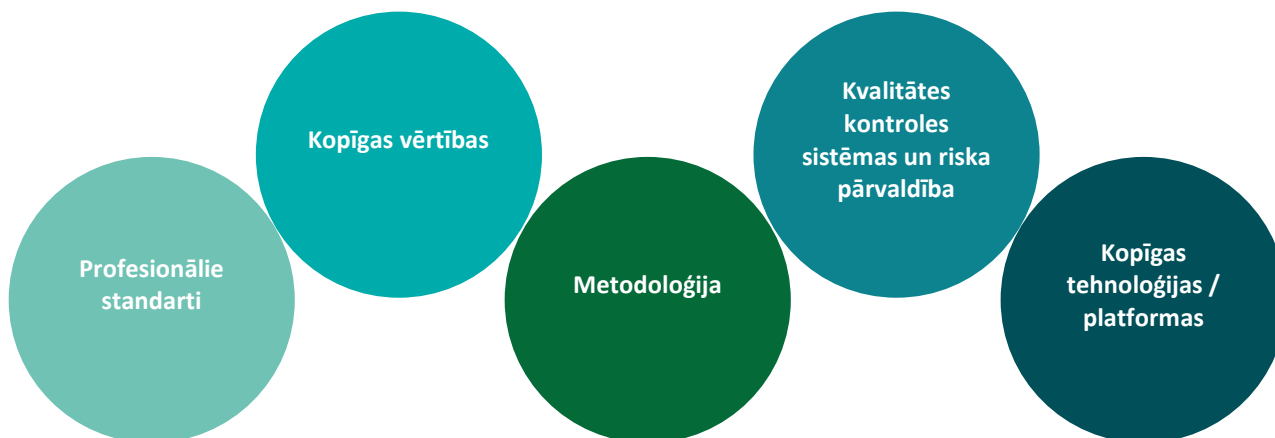 Profesionālie
standarti
Kopīgas vērtības
Metodoloģija
Kvalitātes
kontroles
sistēmas un riska
pārvaldība
Kopīgas
tehnoloģijas /
platformas